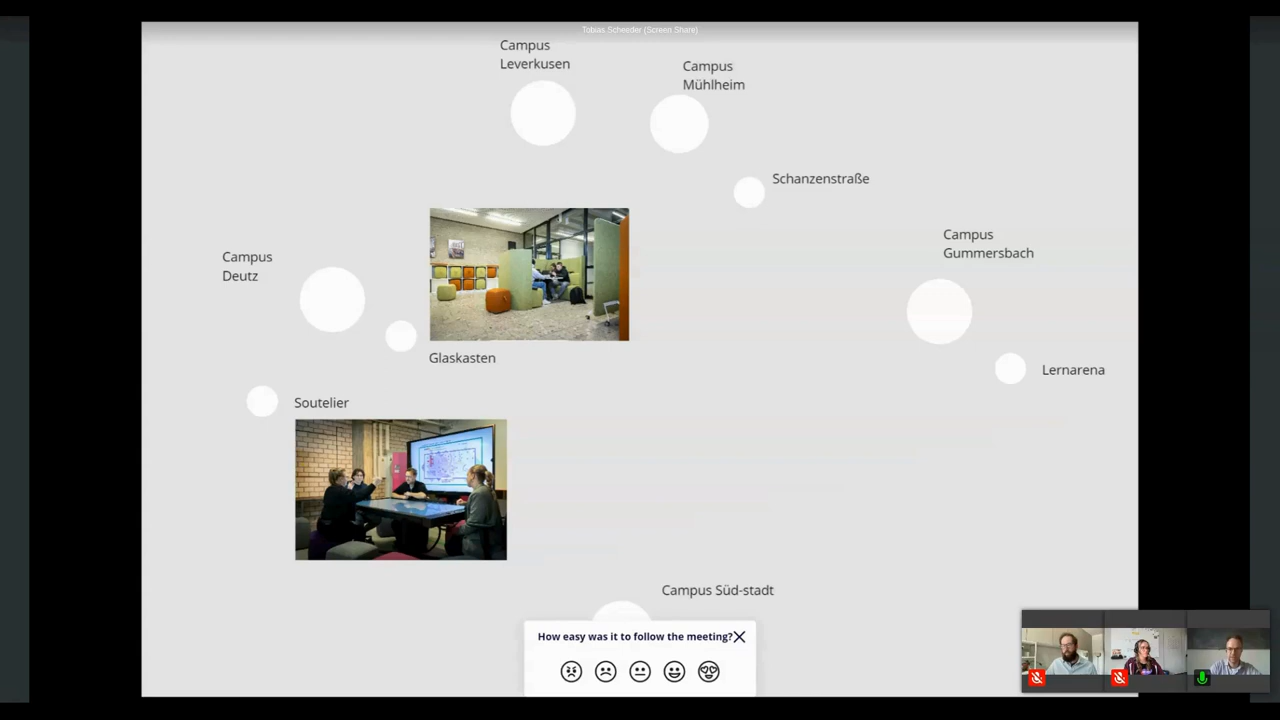 Tobias Scheeder (Screen Share)
Campus
Leverkusen
Campus
Mühlheim
Schanzenstraße
Campus
Gummersbach
Campus
Deutz
Glaskasten
Lernarena
Soutelier
Campus Süd-stadt
How easy was it to follow the meeting?